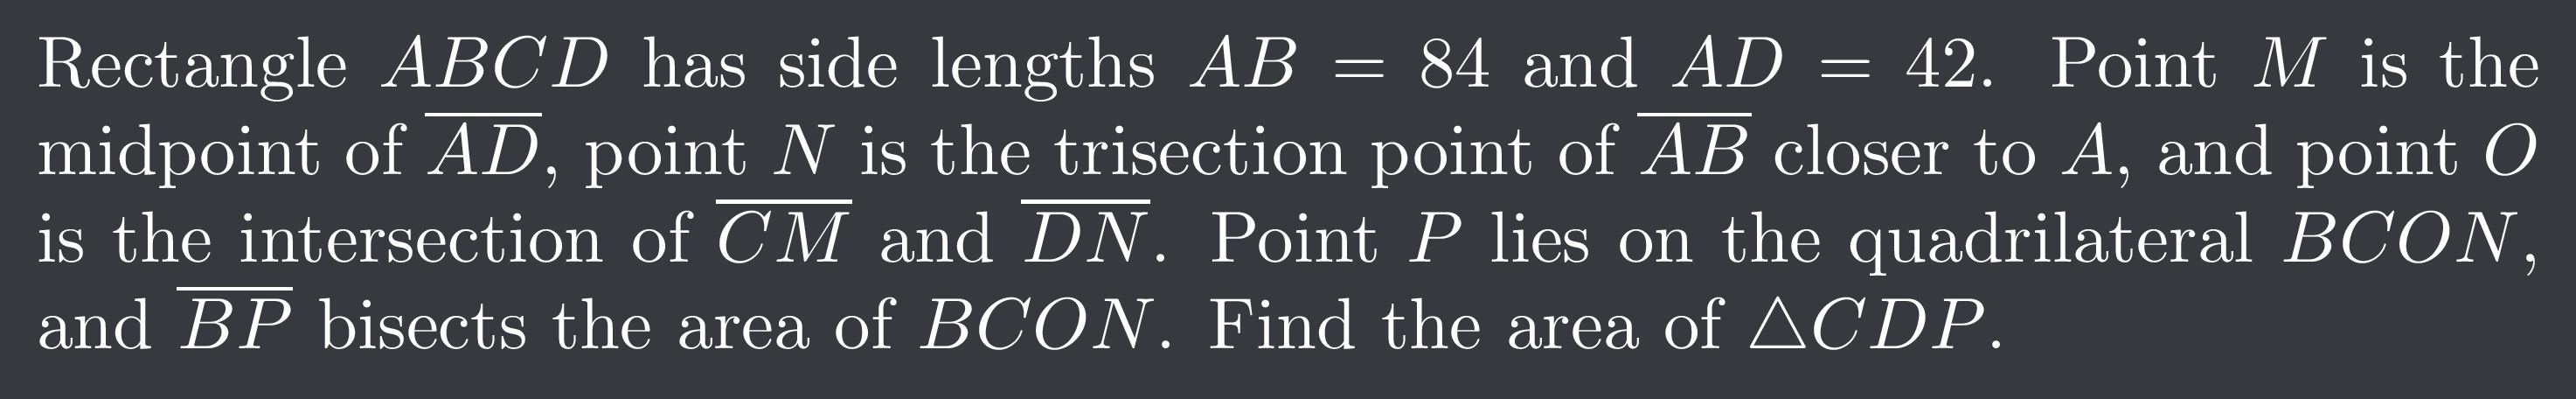 Rectangle $ABCD$ has side lengths $AB = 84$ and $AD = 42$. Point $M$ is the
midpoint of $\overline{AD}$, point $N$ is the trisection point of $\overline{AB}$ closer to $A$, and point $O$
is the intersection of $\overline{CM}$ and $\overline{DN}$. Point $P$ lies on the quadrilateral $BCON$,
and $\overline{BP}$ bisects the area of $BCON$. Find the area of $\triangle CDP$.